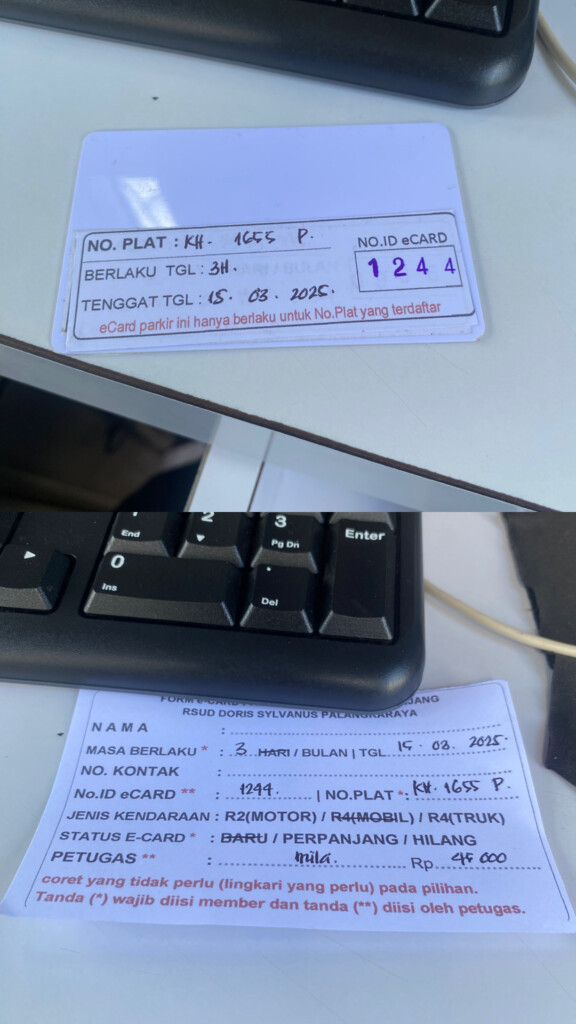 NO. PLAT : KH. 1655 P.
NO.ID eCARD
BERLAKU TGL : 3H.
1244
TENGGAT TGL : 15. 03. 2025.
eCard parkir ini hanya berlaku untuk No.Plat yang terdaftar
End
2
3
Pg Dn
Enter
0
Ins
.
Del
RSUD DORIS SYLVANUS PALANGKARAYA
NAMA :
MASA BERLAKU * : 3 HARI / BULAN | TGL. 15. 03. 2025.
NO. KONTAK :
No.ID eCARD ** : 1244. | NO.PLAT * : KH. 1655 P.
JENIS KENDARAAN : R2(MOTOR) / R4(MOBIL) / R4(TRUK)
STATUS E-CARD * : BARU / PERPANJANG / HILANG
PETUGAS ** : Mila. Rp 45 000
coret yang tidak perlu (lingkari yang perlu) pada pilihan.
Tanda (*) wajib diisi member dan tanda (**) diisi oleh petugas.